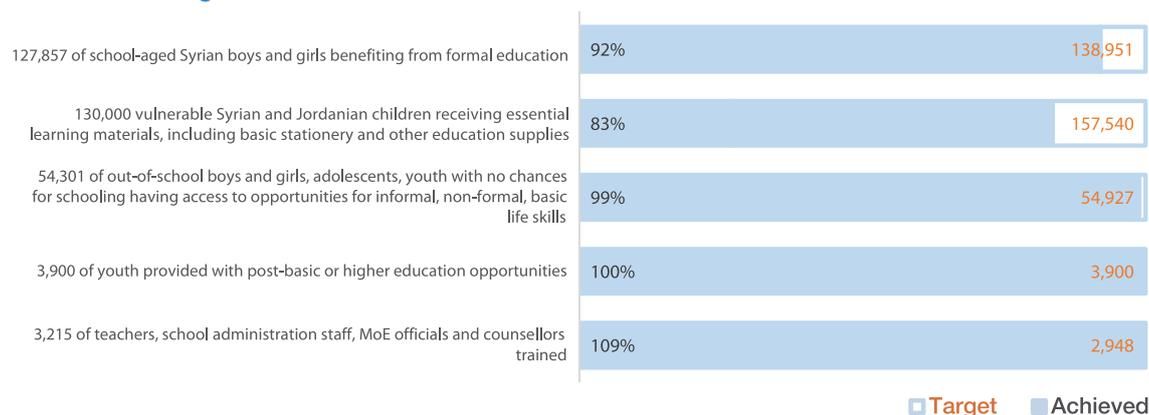 127,857 of school-aged Syrian boys and girls benefiting from formal education
92%
138,951
130,000 vulnerable Syrian and Jordanian children receiving essential
learning materials, including basic stationery and other education supplies
83%
157,540
54,301 of out-of-school boys and girls, adolescents, youth with no chances
for schooling having access to opportunities for informal, non-formal, basic
life skills
99%
54,927
3,900 of youth provided with post-basic or higher education opportunities
100%
3,900
3,215 of teachers, school administration staff, MoE officials and counsellors
trained
109%
2,948
Target
Achieved